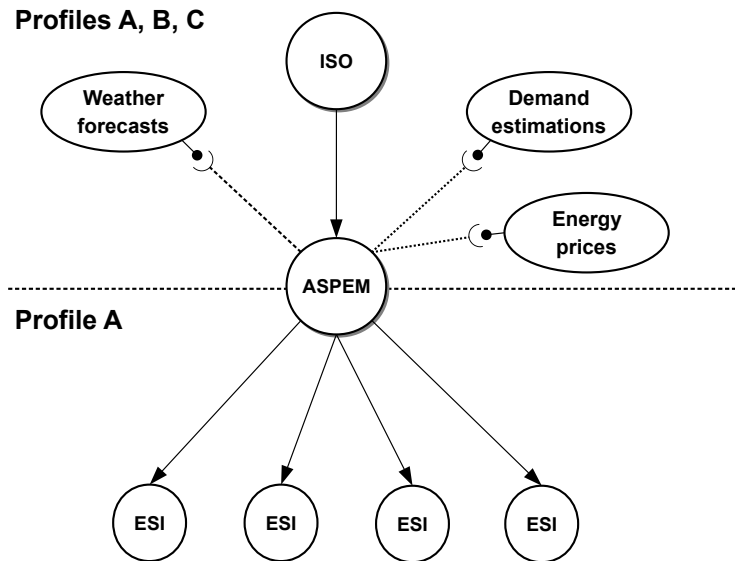 Profiles A, B, C
ISO
Weather
forecasts
Demand
estimations
Energy
prices
ASPEM
Profile A
ESI
ESI
ESI
ESI